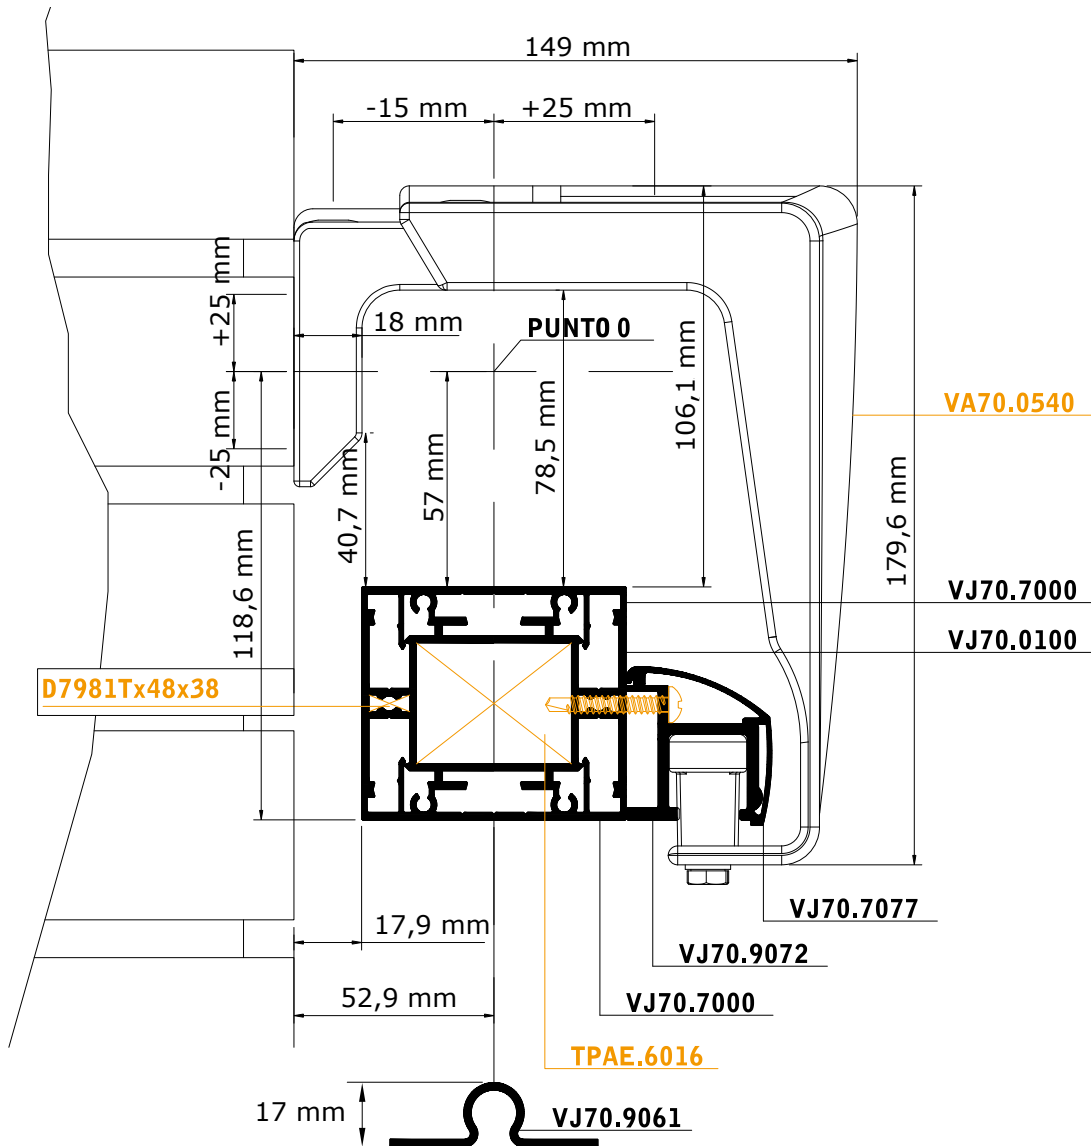 149 mm
-15 mm
+25 mm
+25 mm
18 mm
PUNTO 0
106,1 mm
VA70.0540
-25 mm
78,5 mm
57 mm
40,7 mm
179,6 mm
118,6 mm
VJ70.7000
VJ70.0100
D7981Tx48x38
VJ70.7077
17,9 mm
VJ70.9072
52,9 mm
VJ70.7000
TPAE.6016
17 mm
VJ70.9061